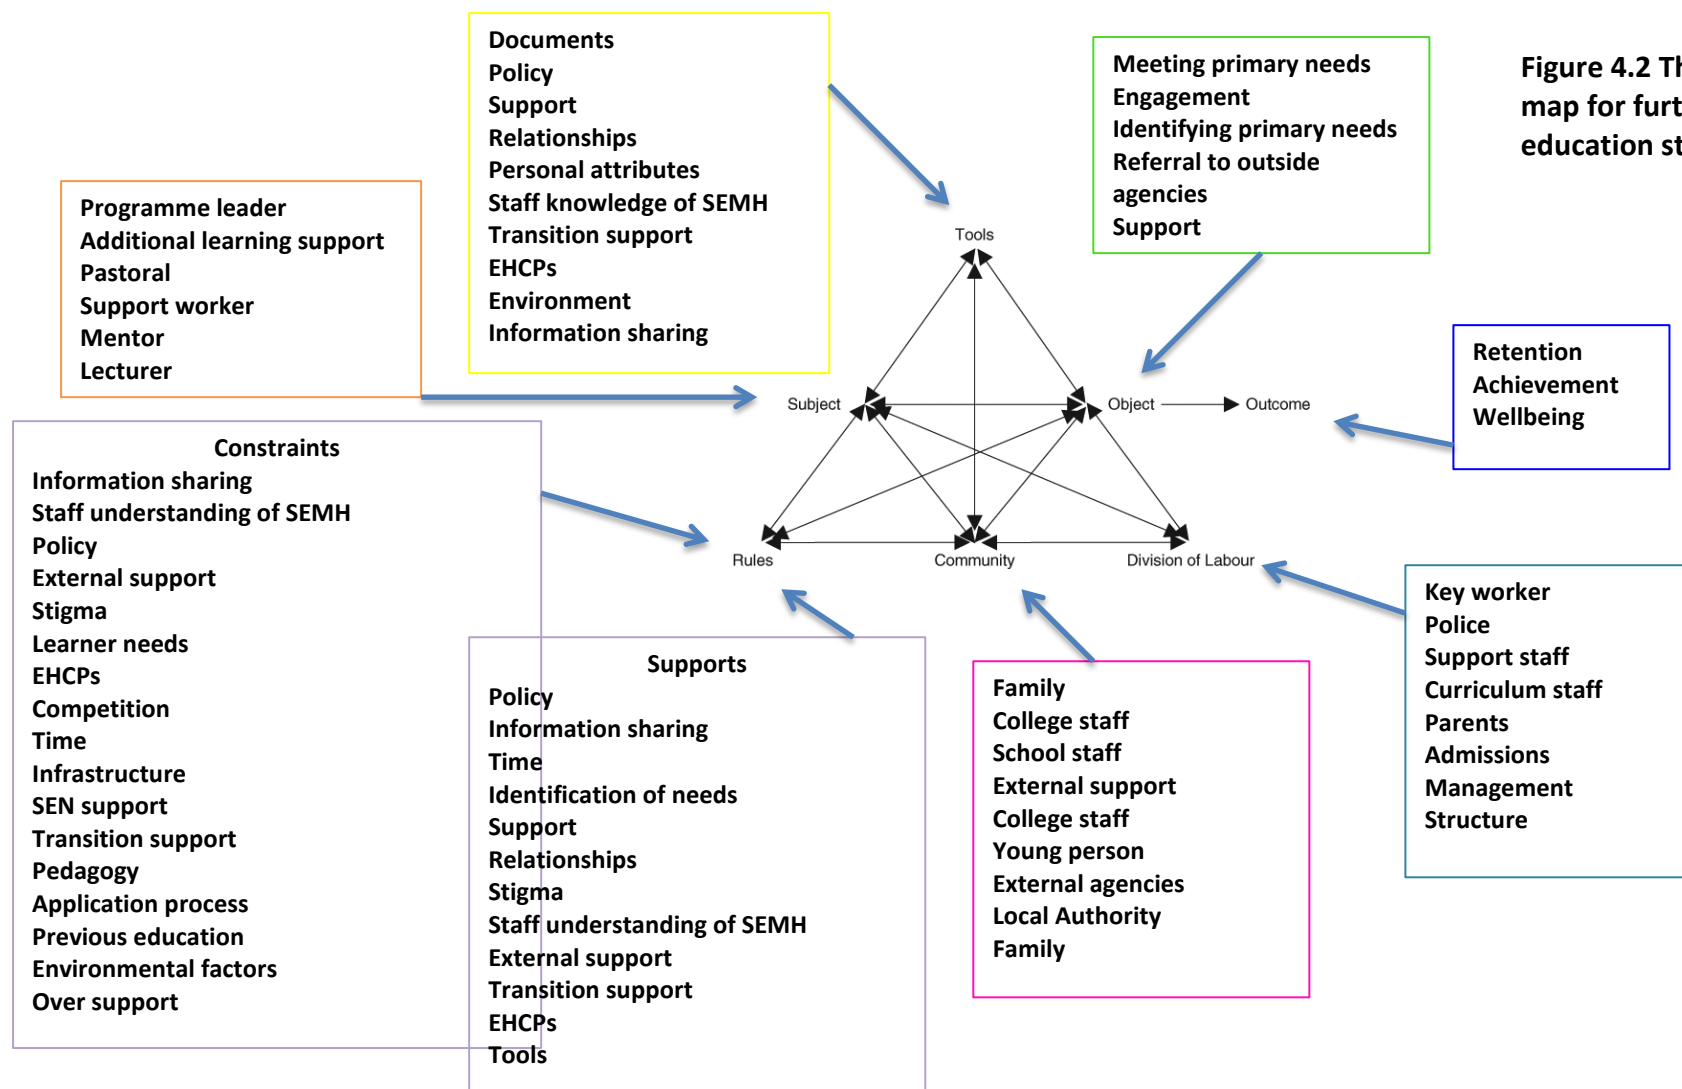 Documents
Policy
Support
Relationships
Personal attributes
Staff knowledge of SEMH
Transition support
EHCPs
Environment
Information sharing
Meeting primary needs
Engagement
Identifying primary needs
Referral to outside
agencies
Support
Figure 4.2
map for
education
Programme leader
Additional learning support
Pastoral
Support worker
Mentor
Lecturer
Tools
Subject
Object
Outcome
Rules
Community
Division of Labour
Retention
Achievement
Wellbeing
Constraints
Information sharing
Staff understanding of SEMH
Policy
External support
Stigma
Learner needs
EHCPs
Competition
Time
Infrastructure
SEN support
Transition support
Pedagogy
Application process
Previous education
Environmental factors
Over support
Supports
Policy
Information sharing
Time
Identification of needs
Support
Relationships
Stigma
Staff understanding of SEMH
External support
Transition support
EHCPs
Tools
Family
College staff
School staff
External support
College staff
Young person
External agencies
Local Authority
Family
Key worker
Police
Support staff
Curriculum staff
Parents
Admissions
Management
Structure